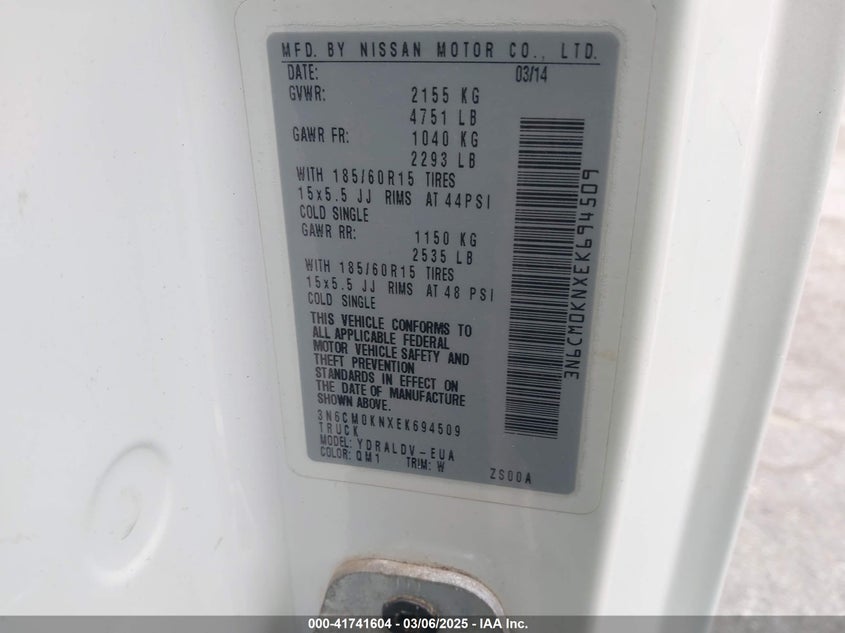 MFD. BY NISSAN MOTOR CO., LTD.
DATE: 03/14
GVWR: 2155 KG
4751 LB
GAWR FR: 1040 KG
2293 LB
WITH 185/60R15 TIRES
15x5.5 JJ RIMS AT 44PSI
COLD SINGLE
GAWR RR: 1150 KG
2535 LB
WITH 185/60R15 TIRES
15x5.5 JJ RIMS AT 48 PSI
COLD SINGLE
THIS VEHICLE CONFORMS TO
ALL APPLICABLE FEDERAL
MOTOR VEHICLE SAFETY AND
THEFT PREVENTION
STANDARDS IN EFFECT ON
THE DATE OF MANUFACTURE
SHOWN ABOVE.
3N6CM0KNXEK694509
TRUCK
MODEL: YDRALDV-EUA
COLOR: QM1 TRIM: W ZS00A
3N6CM0KNXEK694509
000-41741604 - 03/06/2025 - IAA Inc.